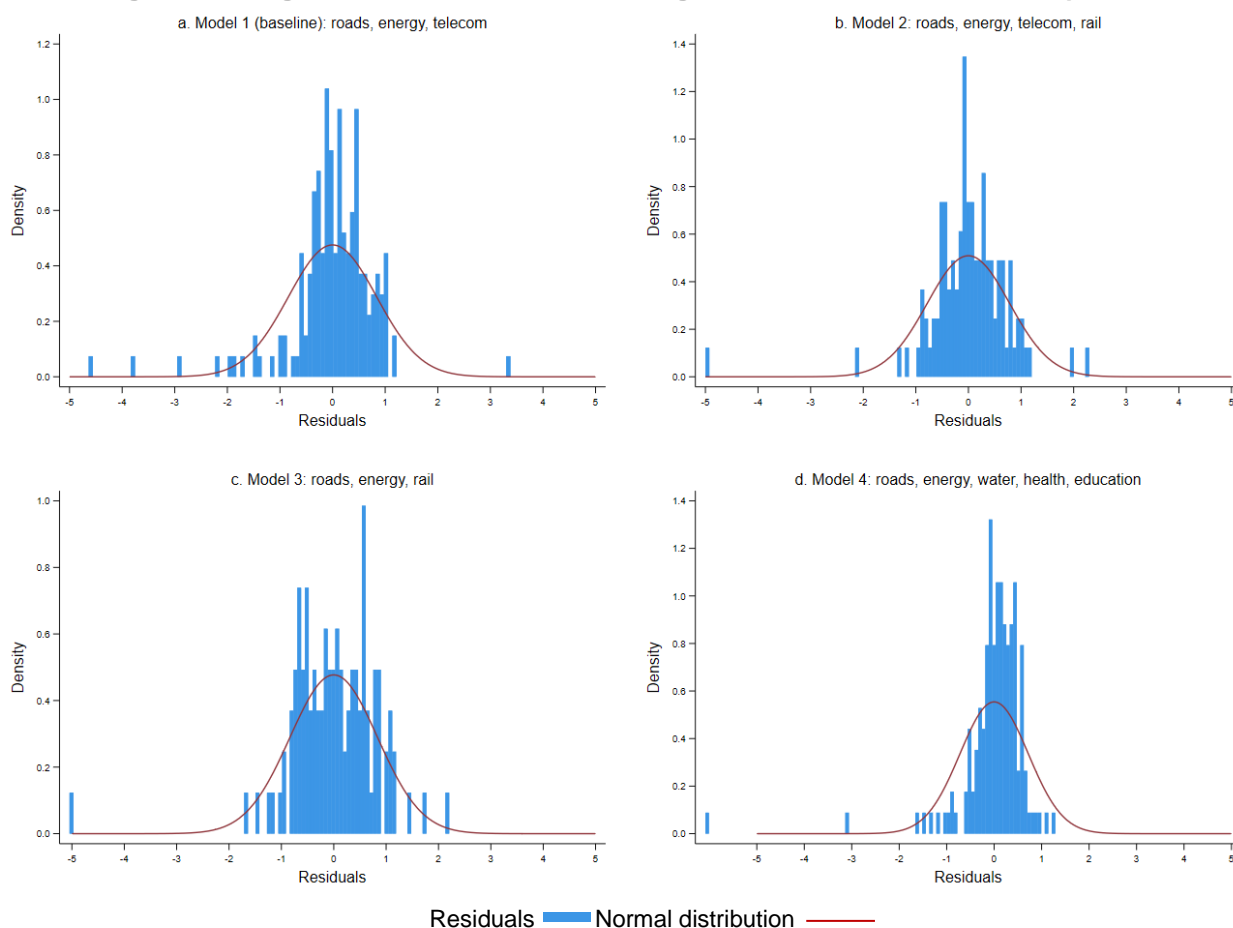 a. Model 1 (baseline): roads, energy, telecom
1.2
1.0
0.8
0.6
0.4
0.2
0.0
Density
-5 -4 -3 -2 -1 0 1 2 3 4 5
Residuals
b. Model 2: roads, energy, telecom, rail
1.4
1.2
1.0
0.8
0.6
0.4
0.2
0.0
Density
-5 -4 -3 -2 -1 0 1 2 3 4 5
Residuals
c. Model 3: roads, energy, rail
1.0
0.8
0.6
0.4
0.2
0.0
Density
-5 -4 -3 -2 -1 0 1 2 3 4 5
Residuals
d. Model 4: roads, energy, water, health, education
1.4
1.2
1.0
0.8
0.6
0.4
0.2
0.0
Density
-5 -4 -3 -2 -1 0 1 2 3 4 5
Residuals
Residuals Normal distribution